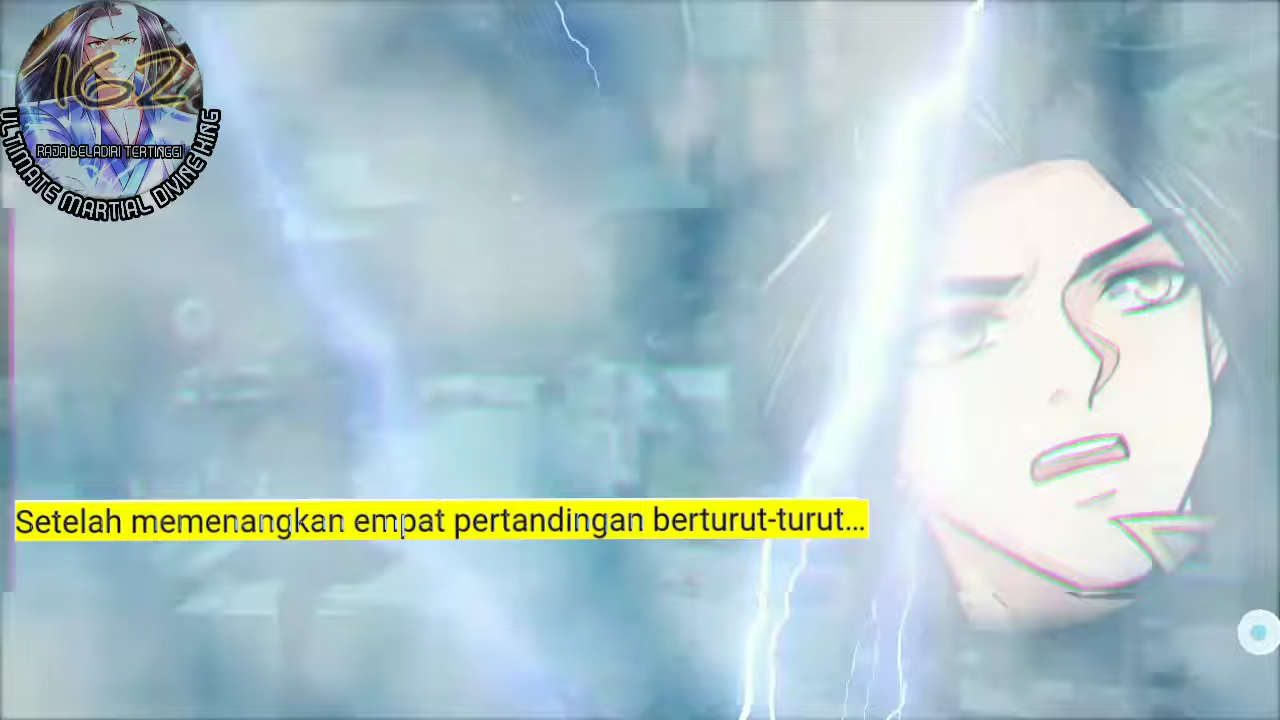 162
RAJA BELADIRI TERTINGGI
ULTIMATE MARTIAL DIVINE KING
Setelah memenangkan empat pertandingan berturut-turut...